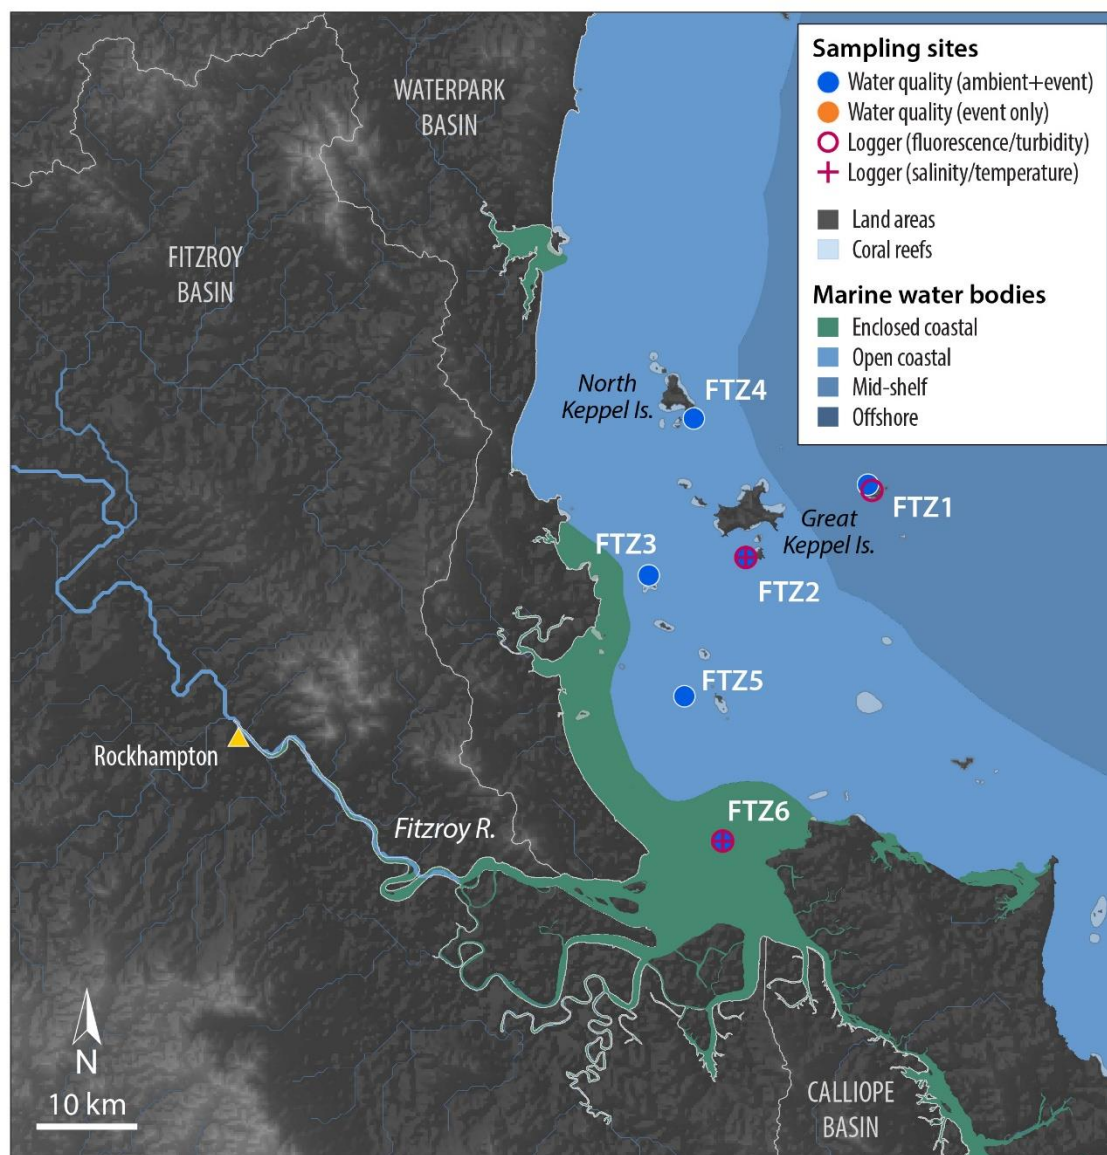 WATERPARK
BASIN
FITZROY
BASIN
Sampling sites
Water quality (ambient+event)
Water quality (event only)
Logger (fluorescence/turbidity)
Logger (salinity/temperature)
Land areas
Coral reefs
Marine water bodies
Enclosed coastal
Open coastal
Mid-shelf
Offshore
North
Keppel Is.
FTZ4
FTZ1
Great
Keppel Is.
FTZ3
FTZ2
FTZ5
Rockhampton
Fitzroy R.
FTZ6
N
10 km
CALLIOPE
BASIN